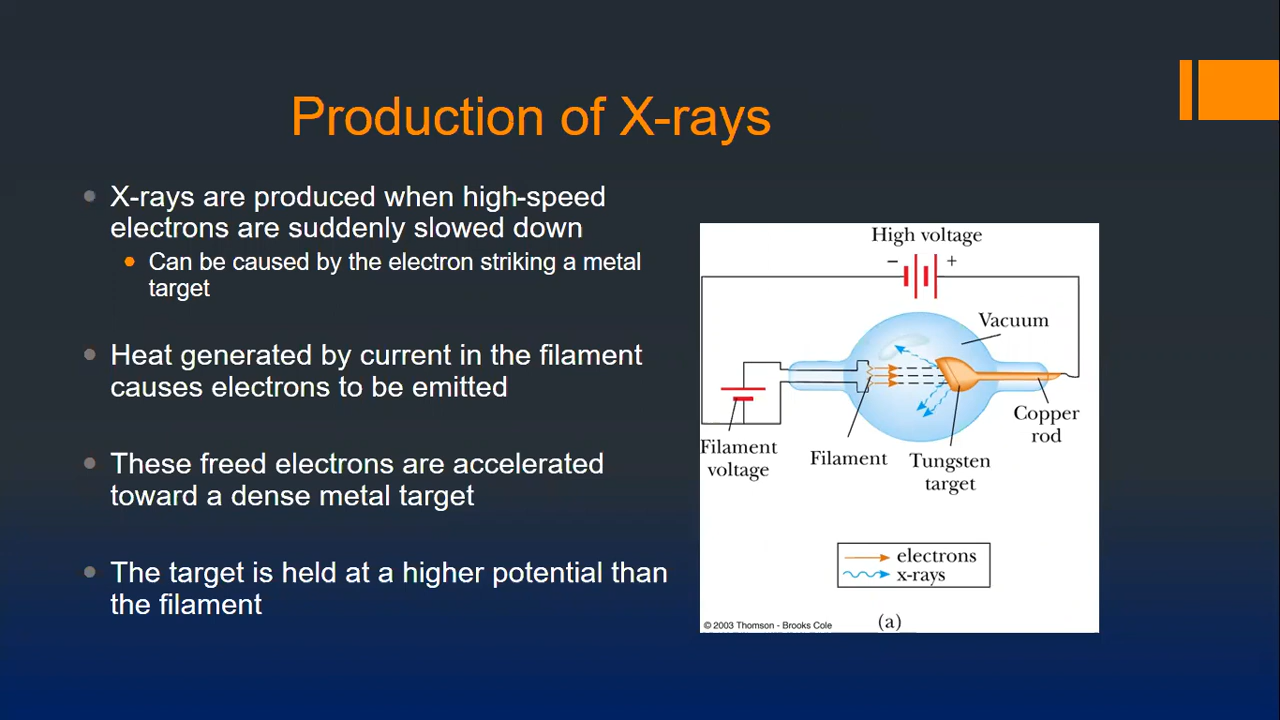 Production of X-rays
X-rays are produced when high-speed
electrons are suddenly slowed down
Can be caused by the electron striking a metal
target
Heat generated by current in the filament
causes electrons to be emitted
These freed electrons are accelerated
toward a dense metal target
The target is held at a higher potential than
the filament
High voltage
− +
Vacuum
Copper
rod
Filament
voltage
Filament
Tungsten
target
electrons
x-rays
(a)
© 2003 Thomson - Brooks Cole